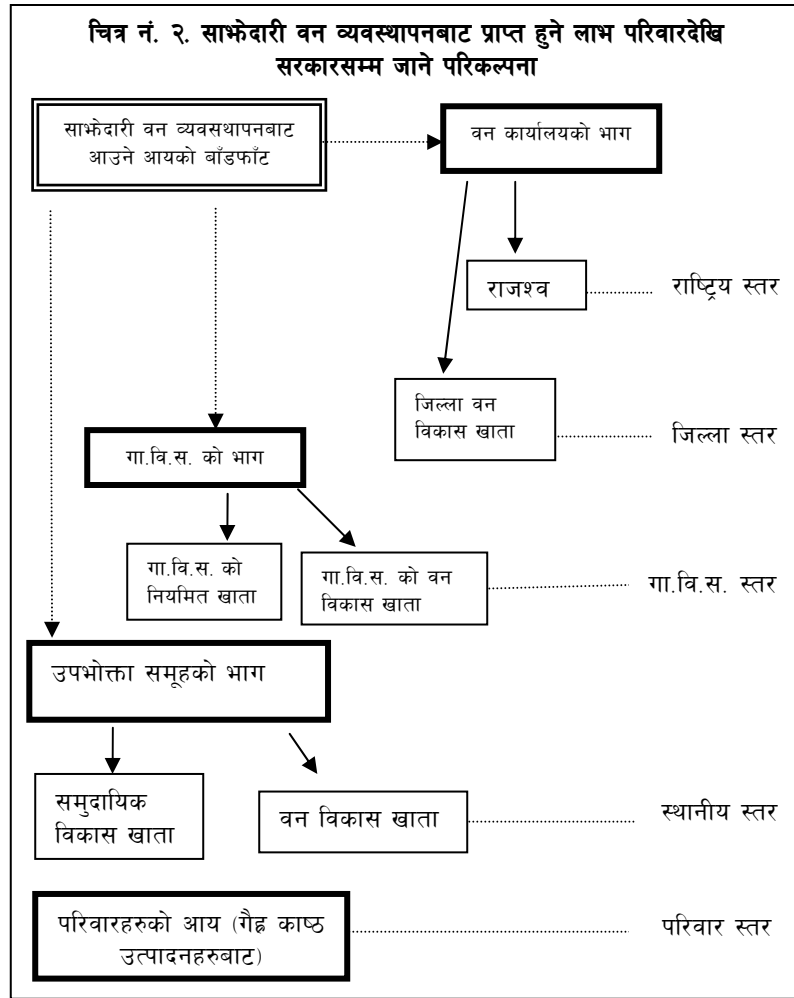 चित्र नं. २. साझेदारी वन व्यवस्थापनबाट प्राप्त हुने लाभ परिवारदेखि
सरकारसम्म जाने परिकल्पना
साझेदारी वन व्यवसथापनबाट
आउने आयको बाँडफाँट
वन कार्यालयको भाग
राजश्व
राष्ट्रिय स्तर
जिल्ला वन
विकास खाता
जिल्ला स्तर
गा.वि.स. को भाग
गा.वि.स. को
नियमित खाता
गा.वि.स. को वन
विकास खाता
गा.वि.स. स्तर
उपभोक्ता समूहको भाग
समुदायिक
विकास खाता
वन विकास खाता
स्थानीय स्तर
परिवारहरुको आय (गैह्र काष्ठ
उत्पादनहरुबाट)
परिवार स्तर